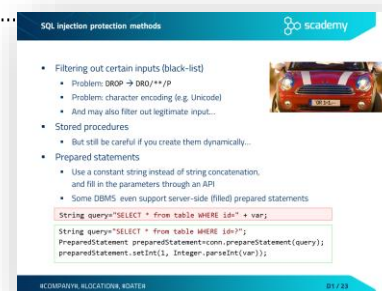 SQL injection protection methods
scademy
Filtering out certain inputs (black-list)
Problem: DROP → DRO/**/P
Problem: character encoding (e.g. Unicode)
And may also filter out legitimate input…
Stored procedures
But still be careful if you create them dynamically…
Prepared statements
Use a constant string instead of string concatenation,
and fill in the parameters through an API
Some DBMS even support server-side (filled) prepared statements
String query="SELECT * from table WHERE id=" + var;
String query="SELECT * from table WHERE id=?";
PreparedStatement preparedStatement=conn.prepareStatement(query);
preparedStatement.setInt(1, Integer.parseInt(var));
#COMPANY#, #LOCATION#, #DATE#
D1 / 23